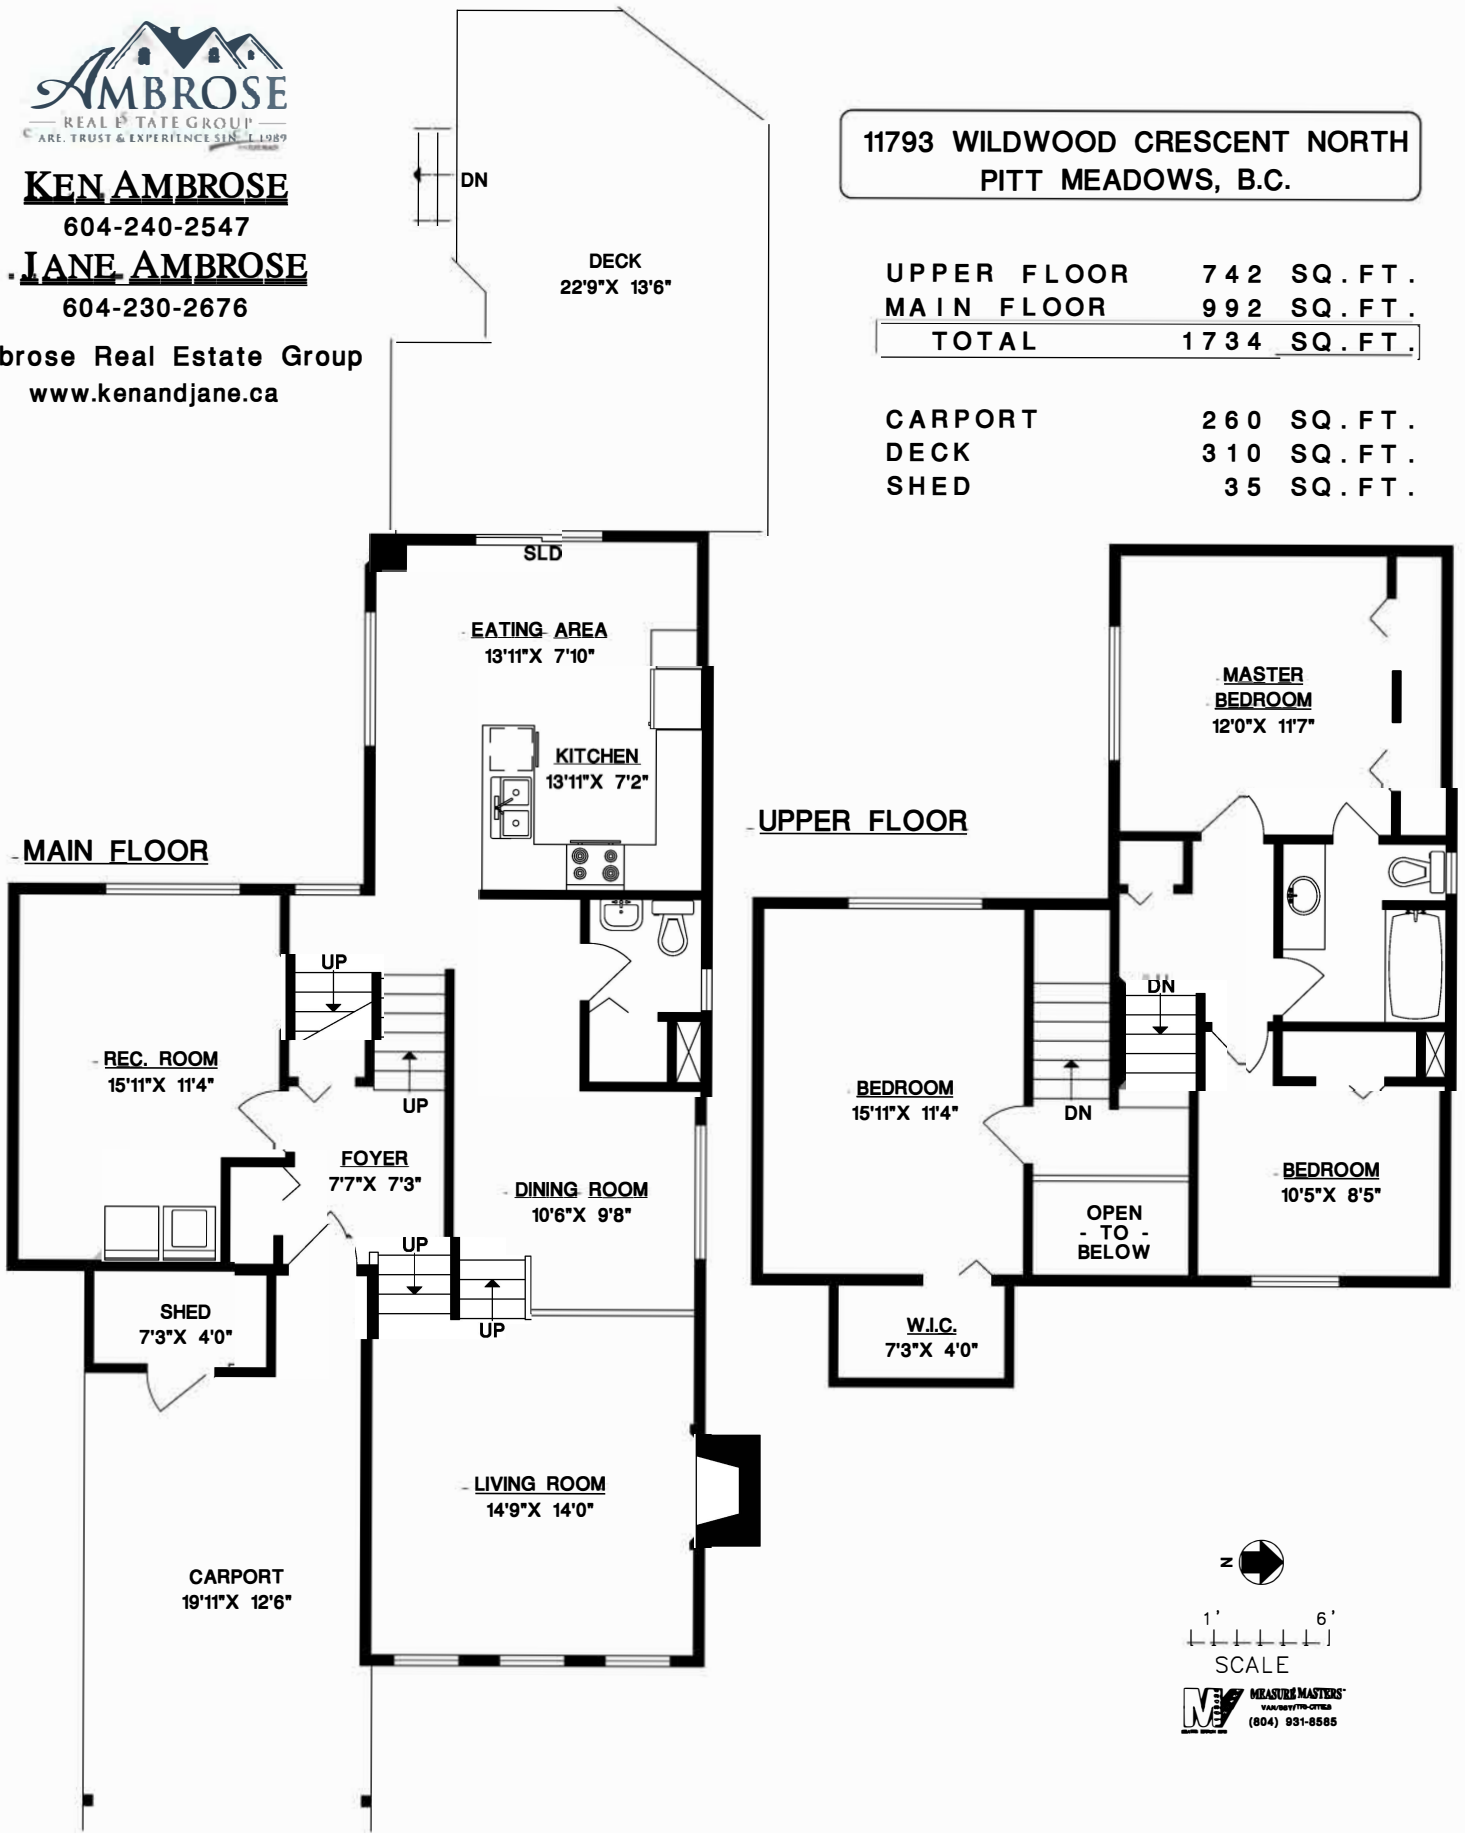 AMBROSE
REAL ESTATE GROUP
ARE. TRUST & EXPERIENCE SINCE 1989
KEN AMBROSE
604-240-2547
JANE AMBROSE
604-230-2676
brose Real Estate Group
www.kenandjane.ca
11793 WILDWOOD CRESCENT NORTH
PITT MEADOWS, B.C.
UPPER FLOOR 742 SQ.FT.
MAIN FLOOR 992 SQ.FT.
TOTAL 1734 SQ.FT.
CARPORT 260 SQ.FT.
DECK 310 SQ.FT.
SHED 35 SQ.FT.
DN
DECK
22'9"X 13'6"
SLD
EATING AREA
13'11"X 7'10"
KITCHEN
13'11"X 7'2"
MAIN FLOOR
UP
REC. ROOM
15'11"X 11'4"
UP
FOYER
7'7"X 7'3"
DINING ROOM
10'6"X 9'8"
UP
UP
SHED
7'3"X 4'0"
LIVING ROOM
14'9"X 14'0"
CARPORT
19'11"X 12'6"
UPPER FLOOR
MASTER
BEDROOM
12'0"X 11'7"
DN
BEDROOM
15'11"X 11'4"
DN
BEDROOM
10'5"X 8'5"
OPEN
- TO -
BELOW
W.I.C.
7'3"X 4'0"
N
1' 6'
SCALE
MEASURE MASTERS
(604) 931-8585